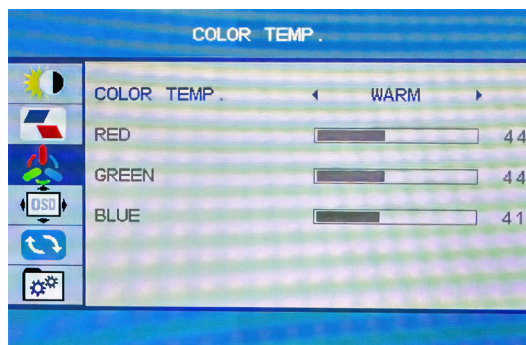 COLOR TEMP.
COLOR TEMP. WARM
RED 44
GREEN 44
OSD
BLUE 41